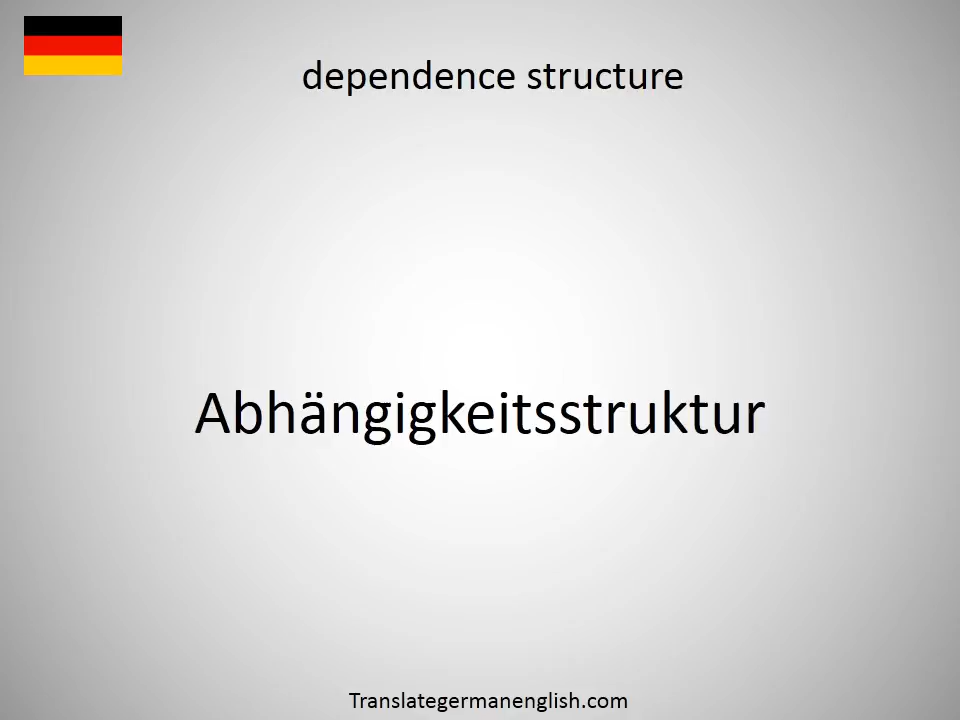 dependence structure
Abhängigkeitsstruktur
Translategermanenglish.com